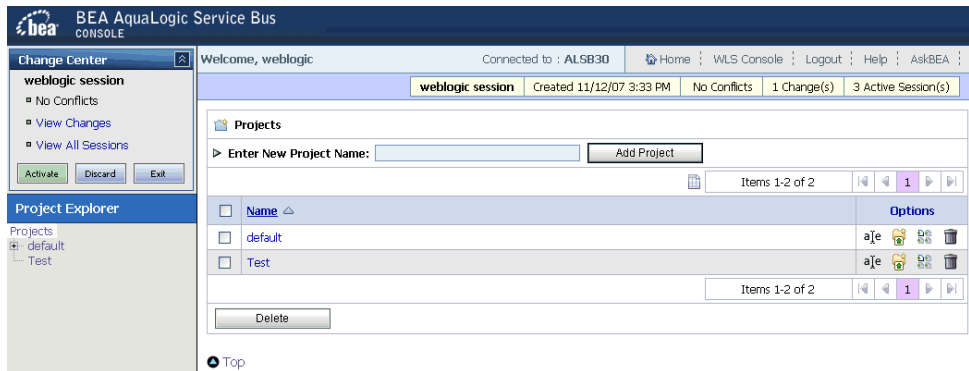 bea
BEA AquaLogic Service Bus
CONSOLE
Change Center
weblogic session
No Conflicts
View Changes
View All Sessions
Activate Discard Exit
Project Explorer
Projects
default
Test
Welcome, weblogic Connected to : ALSB30 Home WLS Console Logout Help AskBEA
weblogic session Created 11/12/07 3:33 PM No Conflicts 1 Change(s) 3 Active Session(s)
Projects
Enter New Project Name: Add Project
Items 1-2 of 2 1
Name Options
default aIe
Test aIe
Items 1-2 of 2 1
Delete
Top